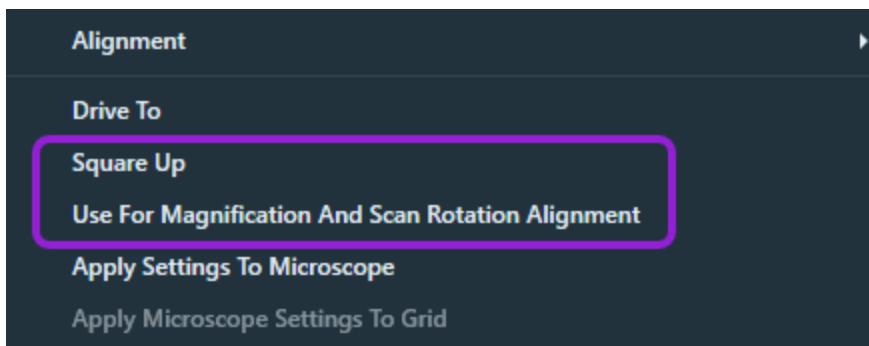 Alignment
Drive To
Square Up
Use For Magnification And Scan Rotation Alignment
Apply Settings To Microscope
Apply Microscope Settings To Grid